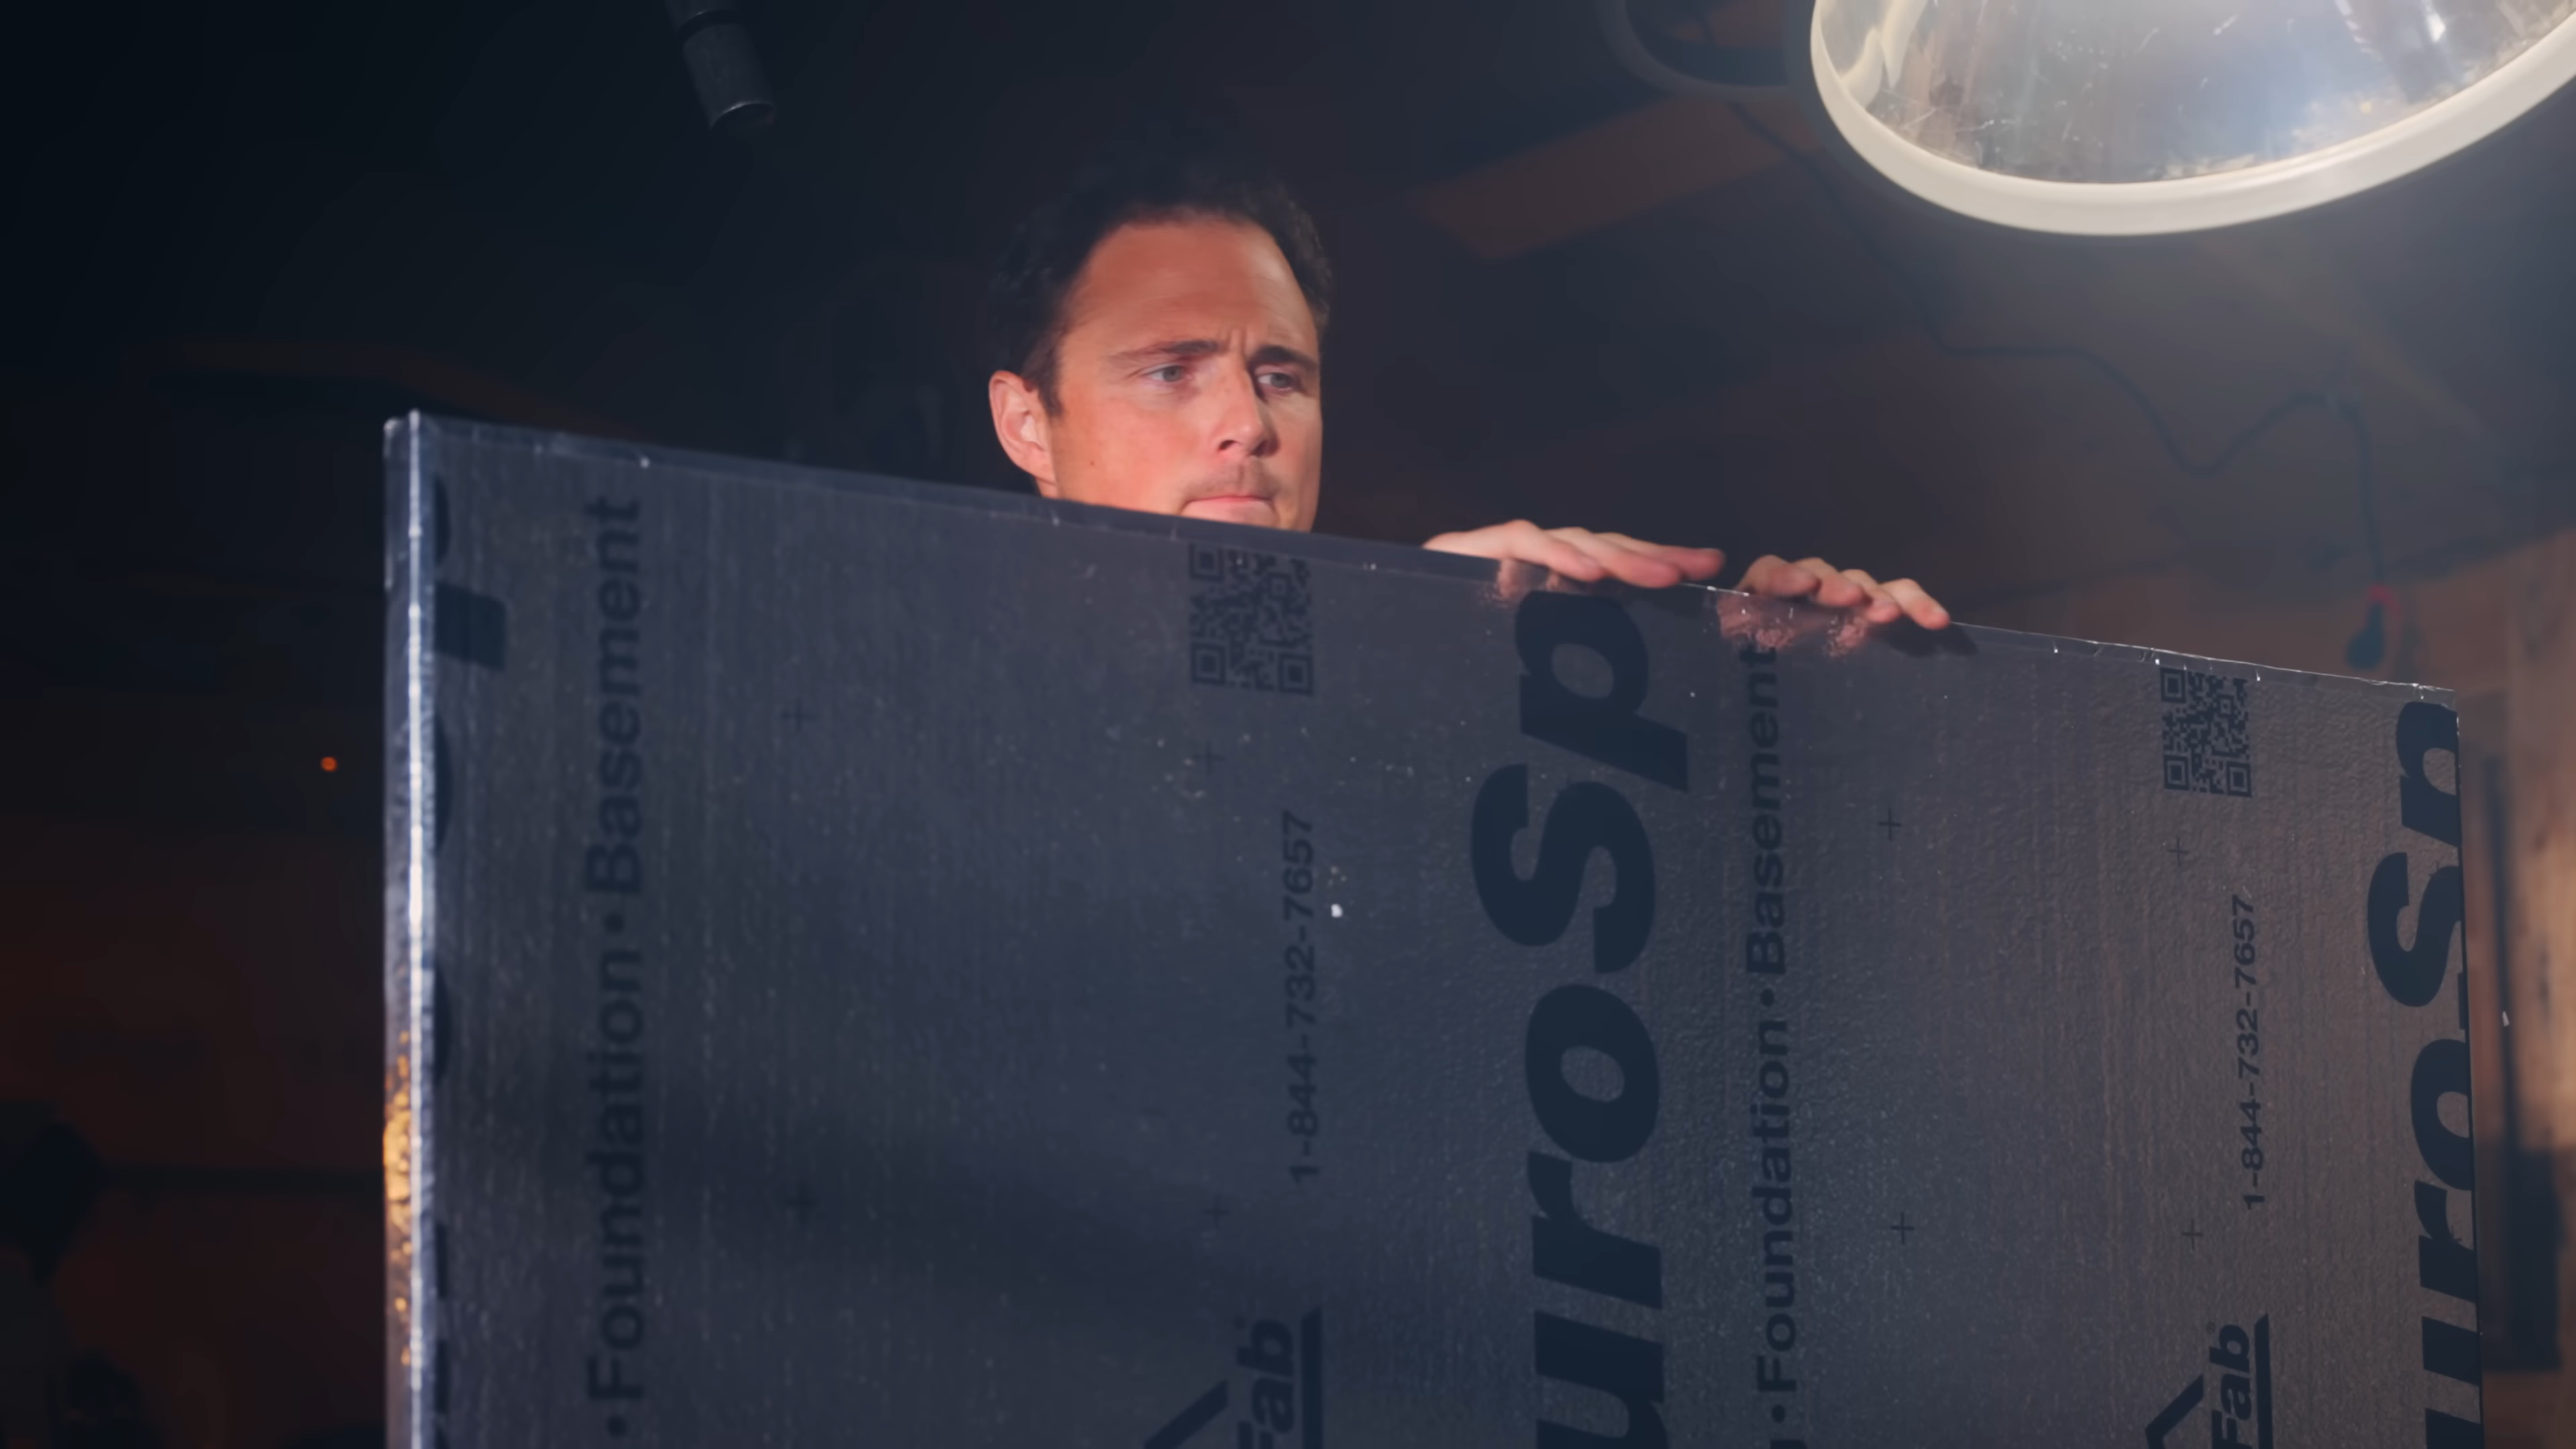 • Foundation • Basement
1-844-732-7657
Fab
uroSp
• Foundation • Basement
1-844-732-7657
Fab
uroSp